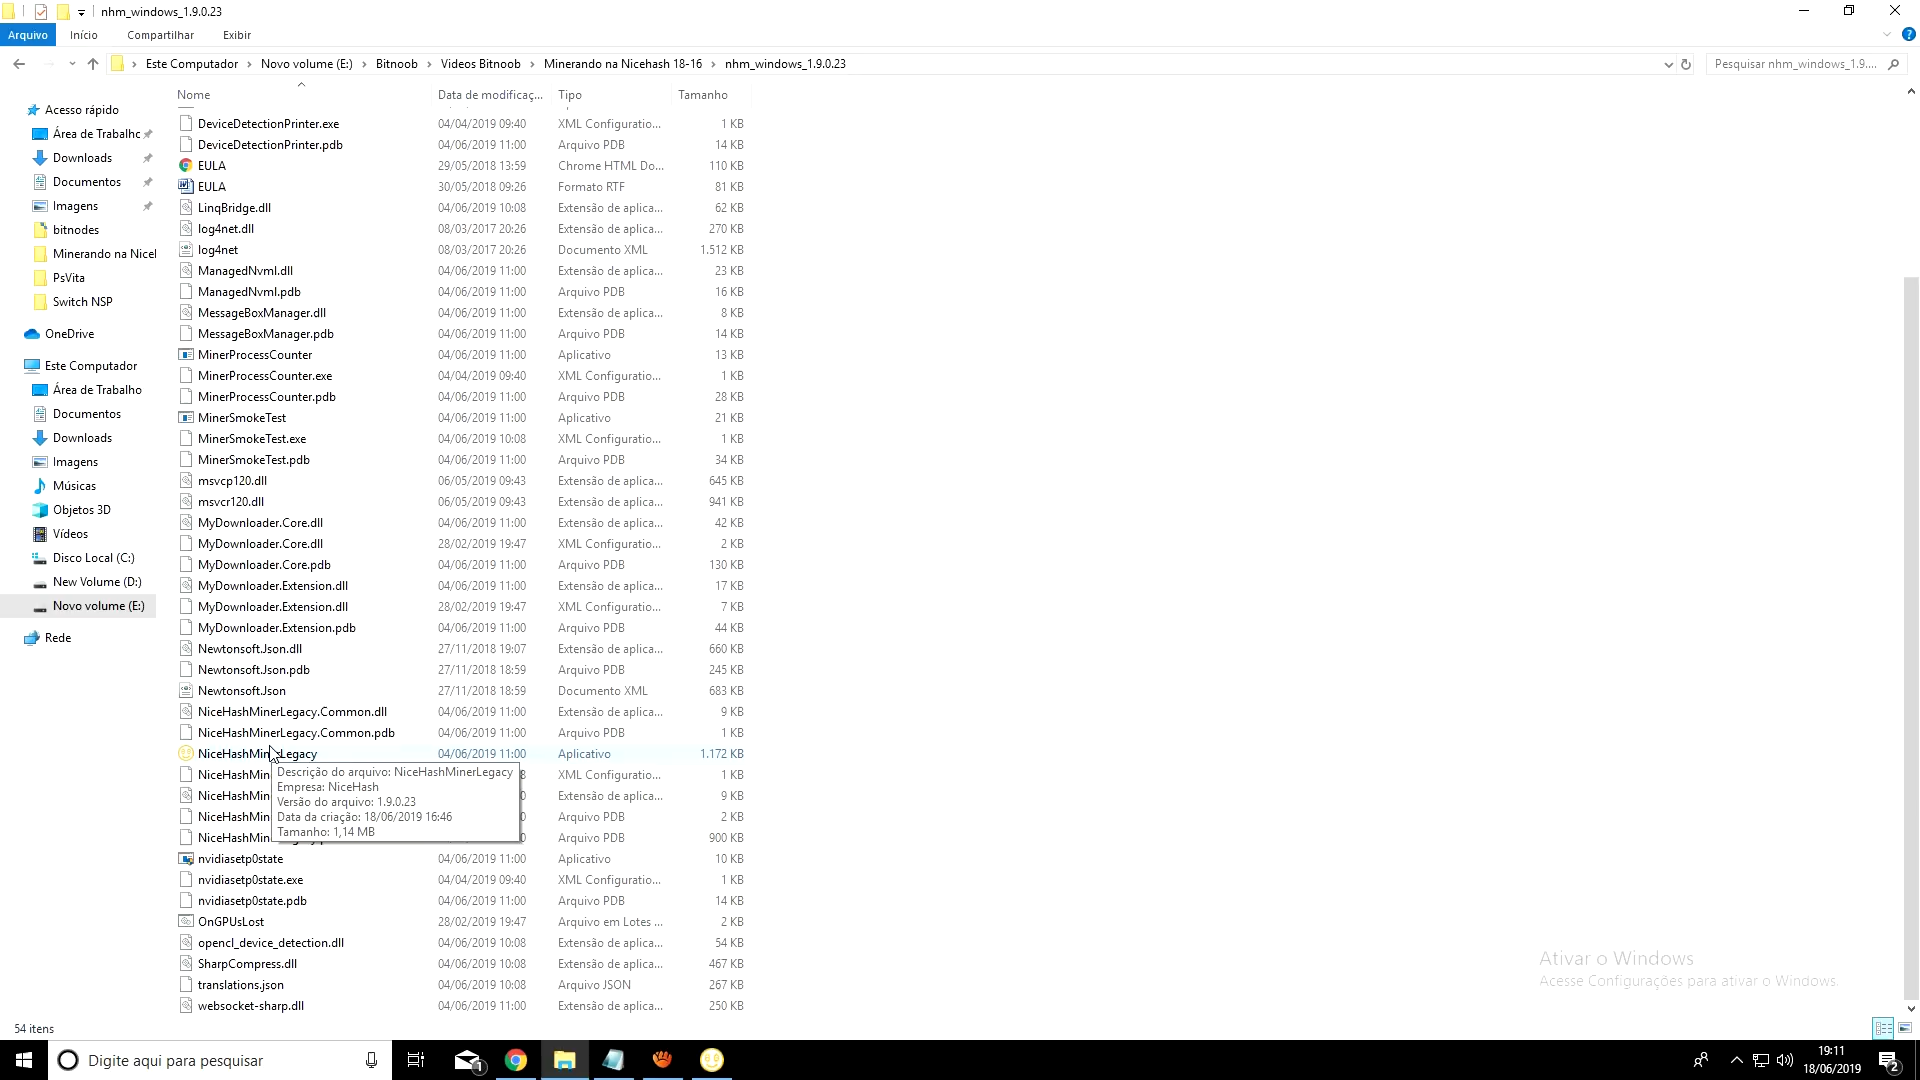 nhm_windows_1.9.0.23
Arquivo Início Compartilhar Exibir
Este Computador Novo volume (E:) Bitnoob Videos Bitnoob Minerando na Nicehash 18-16 nhm_windows_1.9.0.23
Pesquisar nhm_windows_1.9....
Acesso rápido
Área de Trabalhc
Downloads
Documentos
Imagens
bitnodes
Minerando na Nicel
PsVita
Switch NSP
OneDrive
Este Computador
Área de Trabalho
Documentos
Downloads
Imagens
Músicas
Objetos 3D
Vídeos
Disco Local (C:)
New Volume (D:)
Novo volume (E:)
Rede
Nome Data de modificaç... Tipo Tamanho
DeviceDetectionPrinter.exe 04/04/2019 09:40 XML Configuratio... 1 KB
DeviceDetectionPrinter.pdb 04/06/2019 11:00 Arquivo PDB 14 KB
EULA 29/05/2018 13:59 Chrome HTML Do... 110 KB
EULA 30/05/2018 09:26 Formato RTF 81 KB
LinqBridge.dll 04/06/2019 10:08 Extensão de aplica... 62 KB
log4net.dll 08/03/2017 20:26 Extensão de aplica... 270 KB
log4net 08/03/2017 20:26 Documento XML 1.512 KB
ManagedNvml.dll 04/06/2019 11:00 Extensão de aplica... 23 KB
ManagedNvml.pdb 04/06/2019 11:00 Arquivo PDB 16 KB
MessageBoxManager.dll 04/06/2019 11:00 Extensão de aplica... 8 KB
MessageBoxManager.pdb 04/06/2019 11:00 Arquivo PDB 14 KB
MinerProcessCounter 04/06/2019 11:00 Aplicativo 13 KB
MinerProcessCounter.exe 04/04/2019 09:40 XML Configuratio... 1 KB
MinerProcessCounter.pdb 04/06/2019 11:00 Arquivo PDB 28 KB
MinerSmokeTest 04/06/2019 11:00 Aplicativo 21 KB
MinerSmokeTest.exe 04/06/2019 10:08 XML Configuratio... 1 KB
MinerSmokeTest.pdb 04/06/2019 11:00 Arquivo PDB 34 KB
msvcp120.dll 06/05/2019 09:43 Extensão de aplica... 645 KB
msvcr120.dll 06/05/2019 09:43 Extensão de aplica... 941 KB
MyDownloader.Core.dll 04/06/2019 11:00 Extensão de aplica... 42 KB
MyDownloader.Core.dll 28/02/2019 19:47 XML Configuratio... 2 KB
MyDownloader.Core.pdb 04/06/2019 11:00 Arquivo PDB 130 KB
MyDownloader.Extension.dll 04/06/2019 11:00 Extensão de aplica... 17 KB
MyDownloader.Extension.dll 28/02/2019 19:47 XML Configuratio... 7 KB
MyDownloader.Extension.pdb 04/06/2019 11:00 Arquivo PDB 44 KB
Newtonsoft.Json.dll 27/11/2018 19:07 Extensão de aplica... 660 KB
Newtonsoft.Json.pdb 27/11/2018 18:59 Arquivo PDB 245 KB
Newtonsoft.Json 27/11/2018 18:59 Documento XML 683 KB
NiceHashMinerLegacy.Common.dll 04/06/2019 11:00 Extensão de aplica... 9 KB
NiceHashMinerLegacy.Common.pdb 04/06/2019 11:00 Arquivo PDB 1 KB
NiceHashMinerLegacy 04/06/2019 11:00 Aplicativo 1.172 KB
NiceHashMin 8 XML Configuratio... 1 KB
NiceHashMin 0 Extensão de aplica... 9 KB
NiceHashMin 0 Arquivo PDB 2 KB
NiceHashMin 0 Arquivo PDB 900 KB
Descrição do arquivo: NiceHashMinerLegacy
Empresa: NiceHash
Versão do arquivo: 1.9.0.23
Data da criação: 18/06/2019 16:46
Tamanho: 1,14 MB
nvidiasetp0state 04/06/2019 11:00 Aplicativo 10 KB
nvidiasetp0state.exe 04/04/2019 09:40 XML Configuratio... 1 KB
nvidiasetp0state.pdb 04/06/2019 11:00 Arquivo PDB 14 KB
OnGPUsLost 28/02/2019 19:47 Arquivo em Lotes ... 2 KB
opencl_device_detection.dll 04/06/2019 10:08 Extensão de aplica... 54 KB
SharpCompress.dll 04/06/2019 10:08 Extensão de aplica... 467 KB
translations.json 04/06/2019 10:08 Arquivo JSON 267 KB
websocket-sharp.dll 04/06/2019 11:00 Extensão de aplica... 250 KB
Ativar o Windows
Acesse Configurações para ativar o Windows.
54 itens
Digite aqui para pesquisar
1
19:11
18/06/2019
2